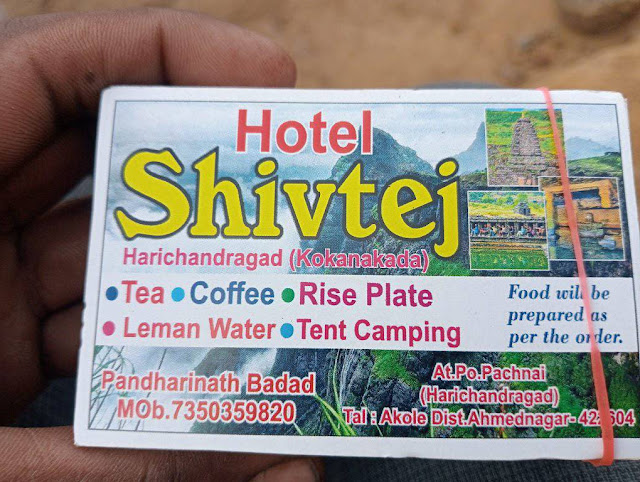 Hotel
Shivtej
Harichandragad (Kokanakada)
•Tea •Coffee •Rise Plate
•Leman Water •Tent Camping
Food will be
prepared as
per the order.
Pandharinath Badad
MOb.7350359820
At.Po.Pachnai
(Harichandragad)
Tal : Akole Dist.Ahmednagar-